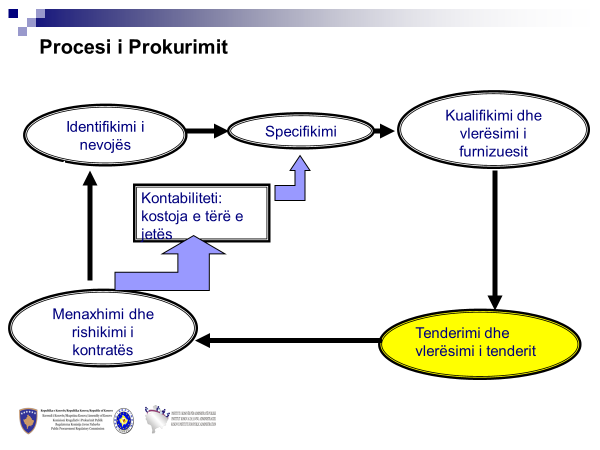 Procesi i Prokurimit
Identifikimi i
nevojës
Specifikimi
Kualifikimi dhe
vlerësimi i
furnizuesit
Kontabiliteti:
kostoja e tërë e
jetës
Menaxhimi dhe
rishikimi i
kontratës
Tenderimi dhe
vlerësimi i tenderit